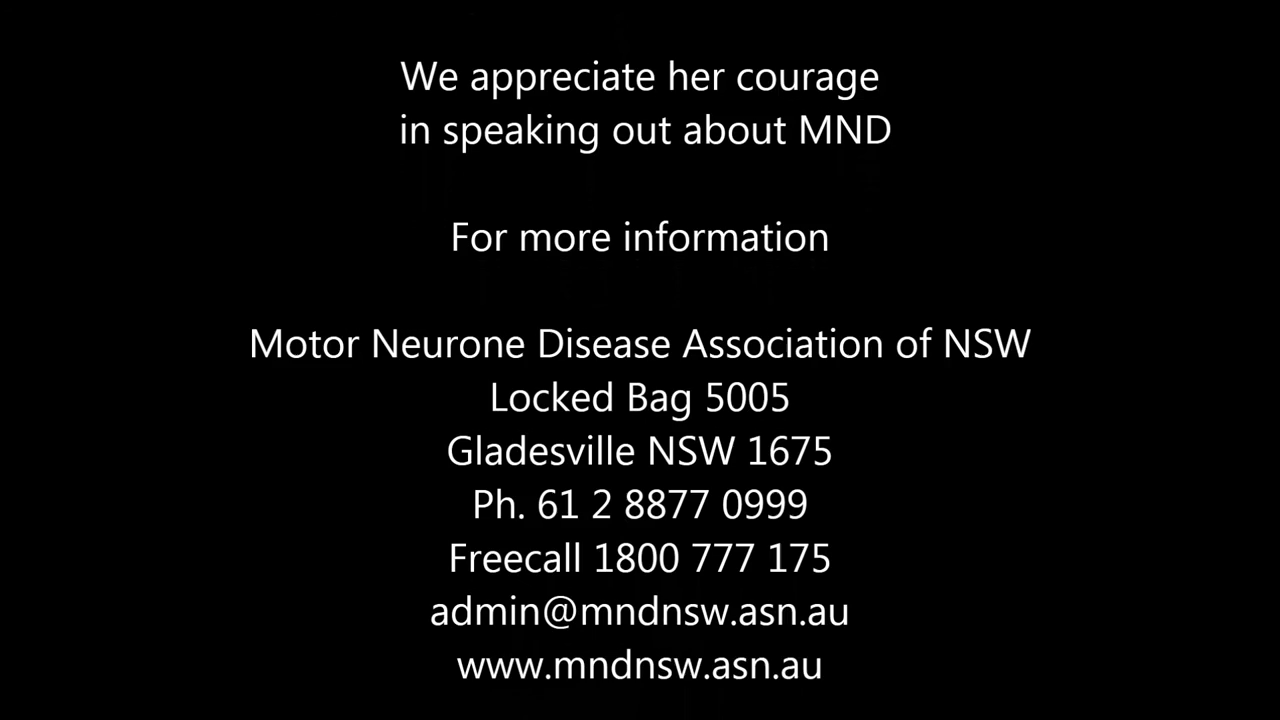 We appreciate her courage
in speaking out about MND
For more information
Motor Neurone Disease Association of NSW
Locked Bag 5005
Gladesville NSW 1675
Ph. 61 2 8877 0999
Freecall 1800 777 175
admin@mndnsw.asn.au
www.mndnsw.asn.au